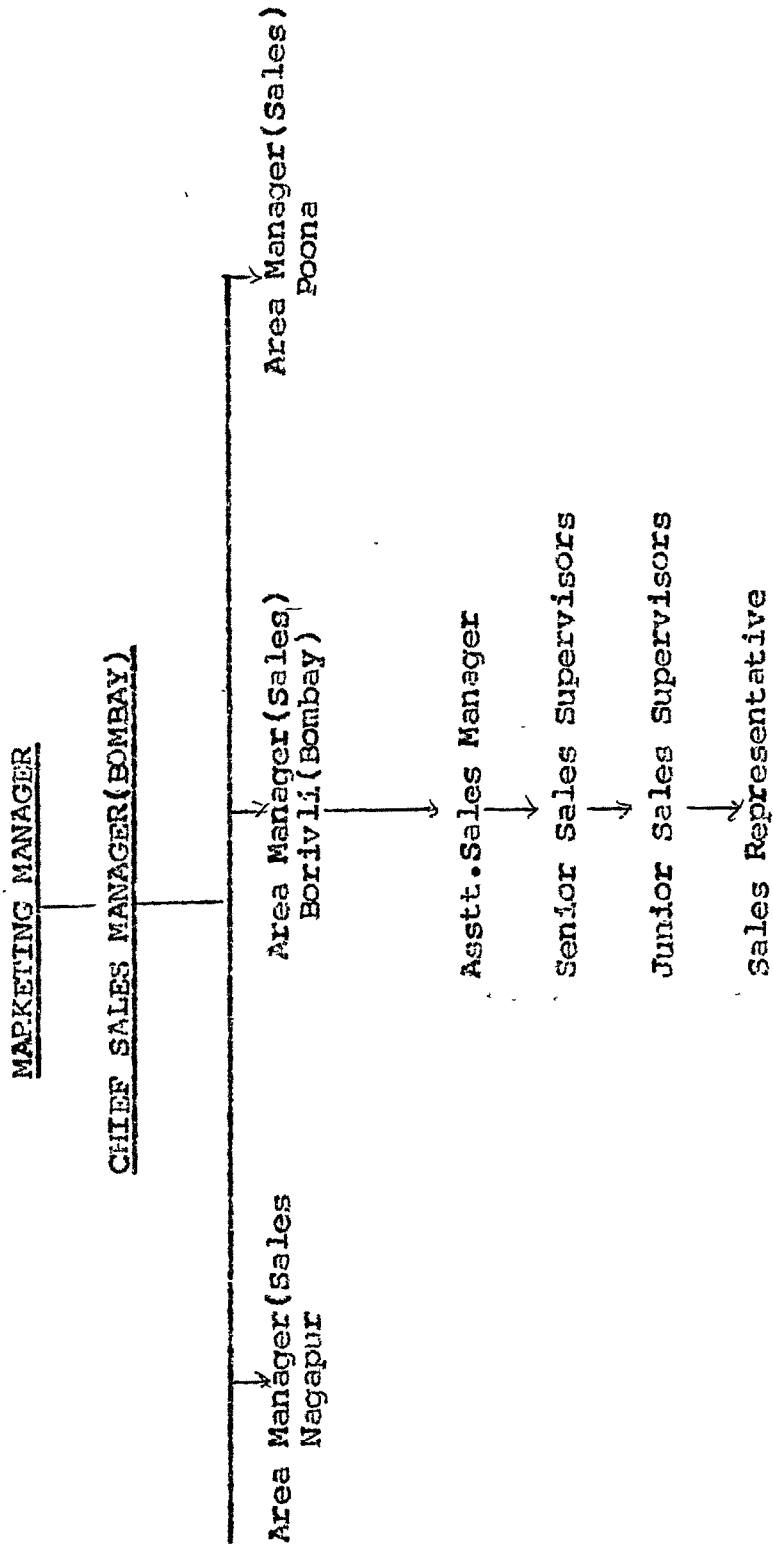 MARKETING MANAGER
CHIEF SALES MANAGER(BOMBAY)
Area Manager(Sales
Nagapur
Area Manager(Sales)
Borivli(Bombay)
Area Manager(Sales)
Poona
Asstt.Sales Manager
Senior Sales Supervisors
Junior Sales Supervisors
Sales Representative